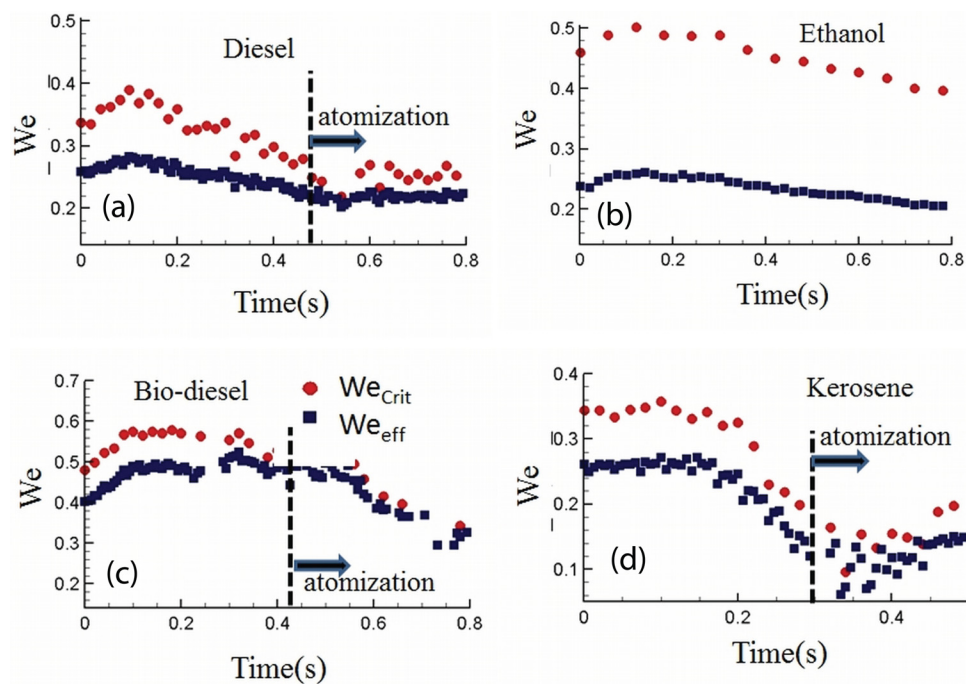 Diesel
We
0.5
0.4
0.3
0.2
atomization
(a)
0 0.2 0.4 0.6 0.8
Time(s)
Ethanol
We
0.5
0.4
0.3
0.2
(b)
0 0.2 0.4 0.6 0.8
Time(s)
Bio-diesel
We_Crit
We_eff
We
0.7
0.6
0.5
0.4
0.3
0.2
(c)
atomization
0 0.2 0.4 0.6 0.8
Time(s)
Kerosene
We
0.4
0.3
0.2
0.1
atomization
(d)
0 0.2 0.4
Time(s)